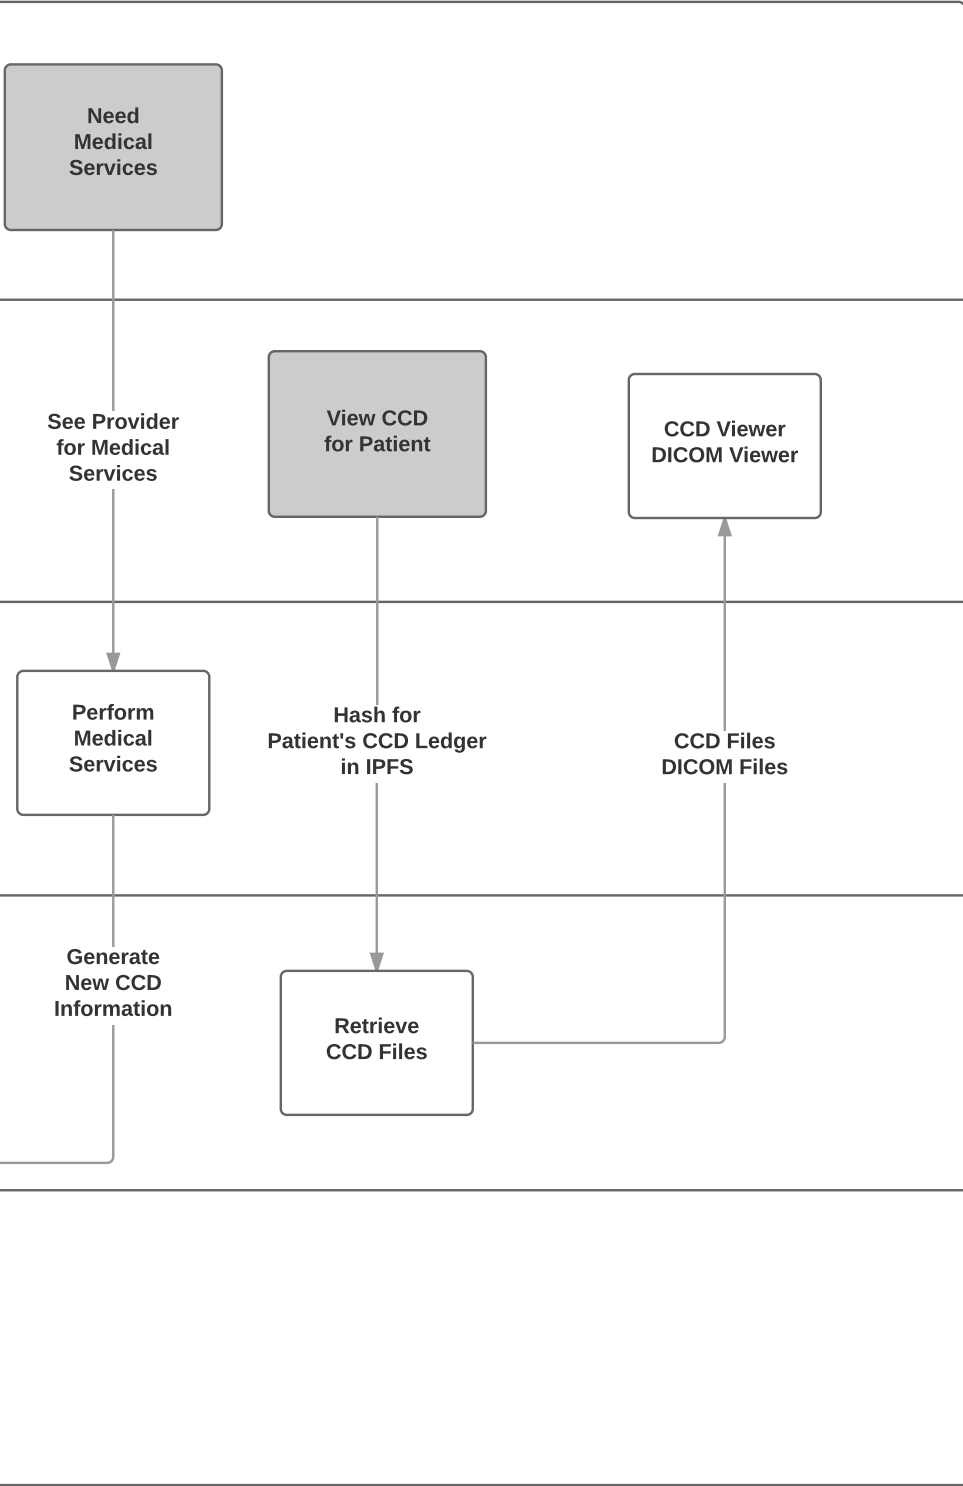 Need
Medical
Services
See Provider
for Medical
Services
View CCD
for Patient
CCD Viewer
DICOM Viewer
Perform
Medical
Services
Hash for
Patient's CCD Ledger
in IPFS
CCD Files
DICOM Files
Generate
New CCD
Information
Retrieve
CCD Files